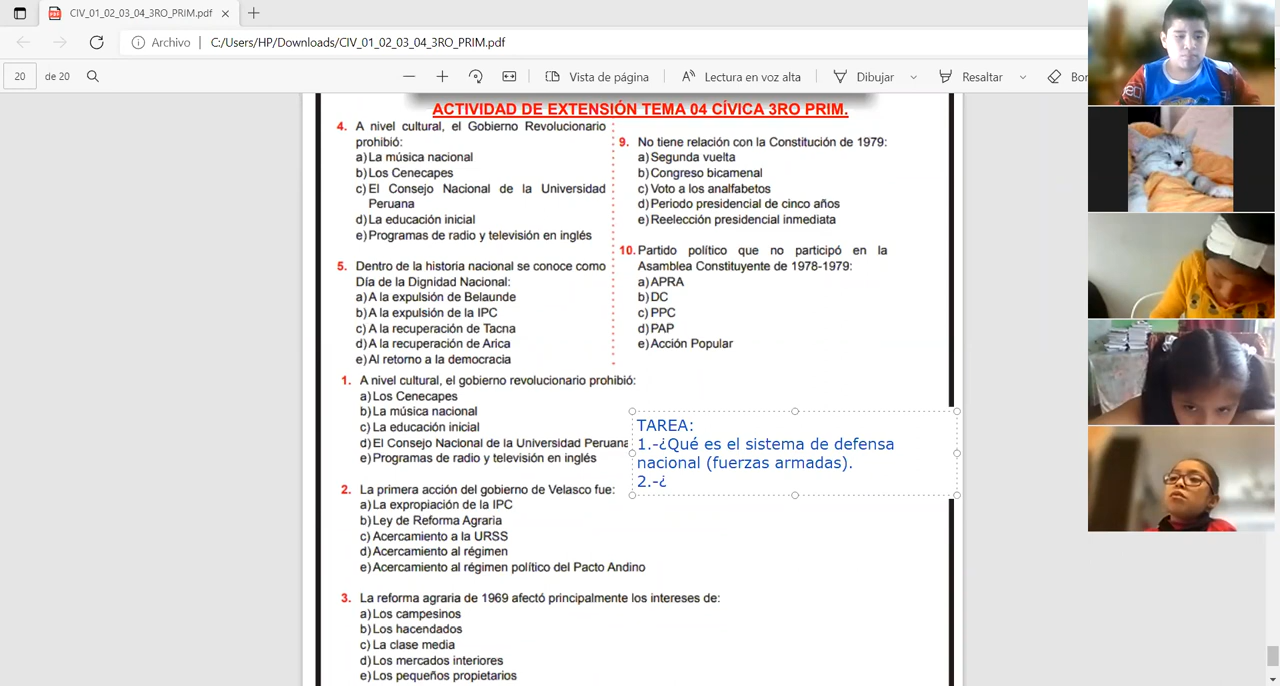 CIV_01_02_03_04_3RO_PRIM.pdf
Archivo C:/Users/HP/Downloads/CIV_01_02_03_04_3RO_PRIM.pdf
20 de 20 Vista de página Lectura en voz alta Dibujar Resaltar
ACTIVIDAD DE EXTENSIÓN TEMA 04 CÍVICA 3RO PRIM.
4. A nivel cultural, el Gobierno Revolucionario
prohibió:
a) La música nacional
b) Los Cenecapes
c) El Consejo Nacional de la Universidad
Peruana
d) La educación inicial
e) Programas de radio y televisión en inglés
5. Dentro de la historia nacional se conoce como
Día de la Dignidad Nacional:
a) A la expulsión de Belaunde
b) A la expulsión de la IPC
c) A la recuperación de Tacna
d) A la recuperación de Arica
e) Al retorno a la democracia
9. No tiene relación con la Constitución de 1979:
a) Segunda vuelta
b) Congreso bicamenal
c) Voto a los analfabetos
d) Periodo presidencial de cinco años
e) Reelección presidencial inmediata
10. Partido político que no participó en la
Asamblea Constituyente de 1978-1979:
a) APRA
b) DC
c) PPC
d) PAP
e) Acción Popular
1. A nivel cultural, el gobierno revolucionario prohibió:
a) Los Cenecapes
b) La música nacional
c) La educación inicial
d) El Consejo Nacional de la Universidad Peruana
e) Programas de radio y televisión en inglés
2. La primera acción del gobierno de Velasco fue:
a) La expropiación de la IPC
b) Ley de Reforma Agraria
c) Acercamiento a la URSS
d) Acercamiento al régimen
e) Acercamiento al régimen político del Pacto Andino
3. La reforma agraria de 1969 afectó principalmente los intereses de:
a) Los campesinos
b) Los hacendados
c) La clase media
d) Los mercados interiores
e) Los pequeños propietarios
TAREA:
1.-¿Qué es el sistema de defensa
nacional (fuerzas armadas).
2.-¿